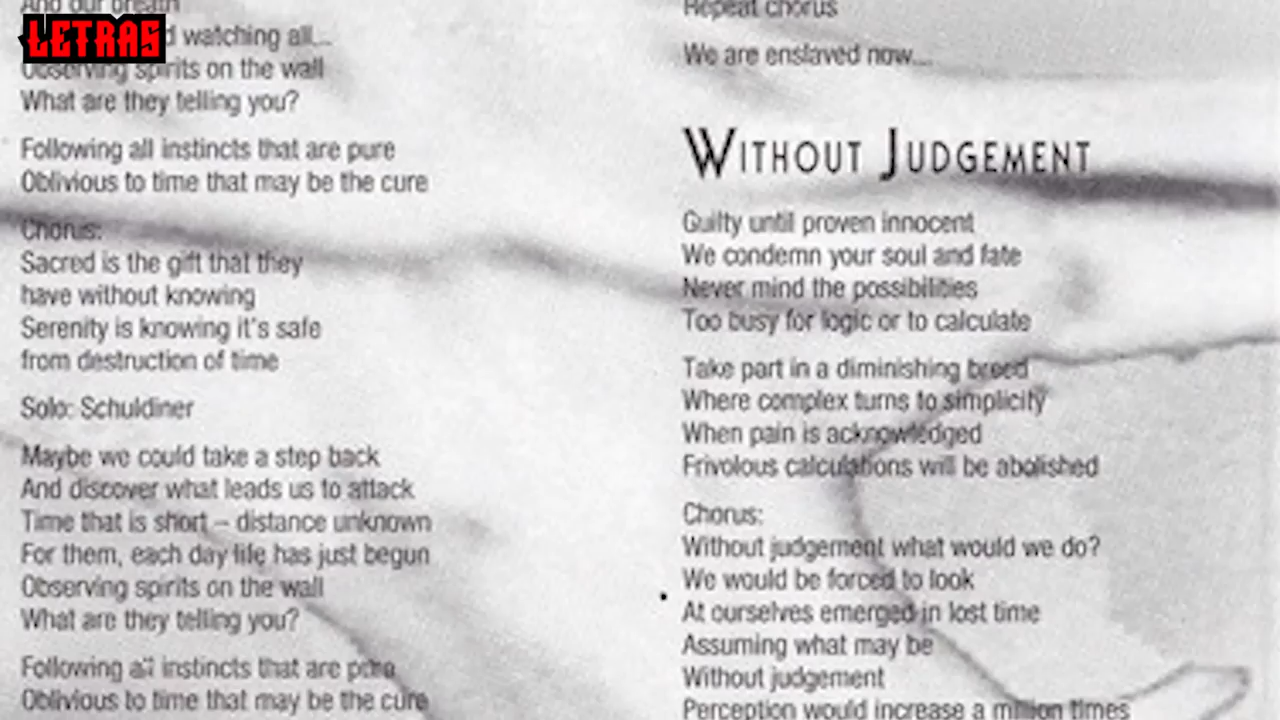 LETRAS
And our breath
d watching all...
Observing spirits on the wall
What are they telling you?
Following all instincts that are pure
Oblivious to time that may be the cure
Chorus:
Sacred is the gift that they
have without knowing
Serenity is knowing it's safe
from destruction of time
Solo: Schuldiner
Maybe we could take a step back
And discover what leads us to attack
Time that is short – distance unknown
For them, each day life has just begun
Observing spirits on the wall
What are they telling you?
Following all instincts that are pure
Oblivious to time that may be the cure
Repeat chorus
We are enslaved now...
WITHOUT JUDGEMENT
Guilty until proven innocent
We condemn your soul and fate
Never mind the possibilities
Too busy for logic or to calculate
Take part in a diminishing breed
Where complex turns to simplicity
When pain is acknowledged
Frivolous calculations will be abolished
Chorus:
Without judgement what would we do?
We would be forced to look
At ourselves emerged in lost time
Assuming what may be
Without judgement
Perception would increase a million times